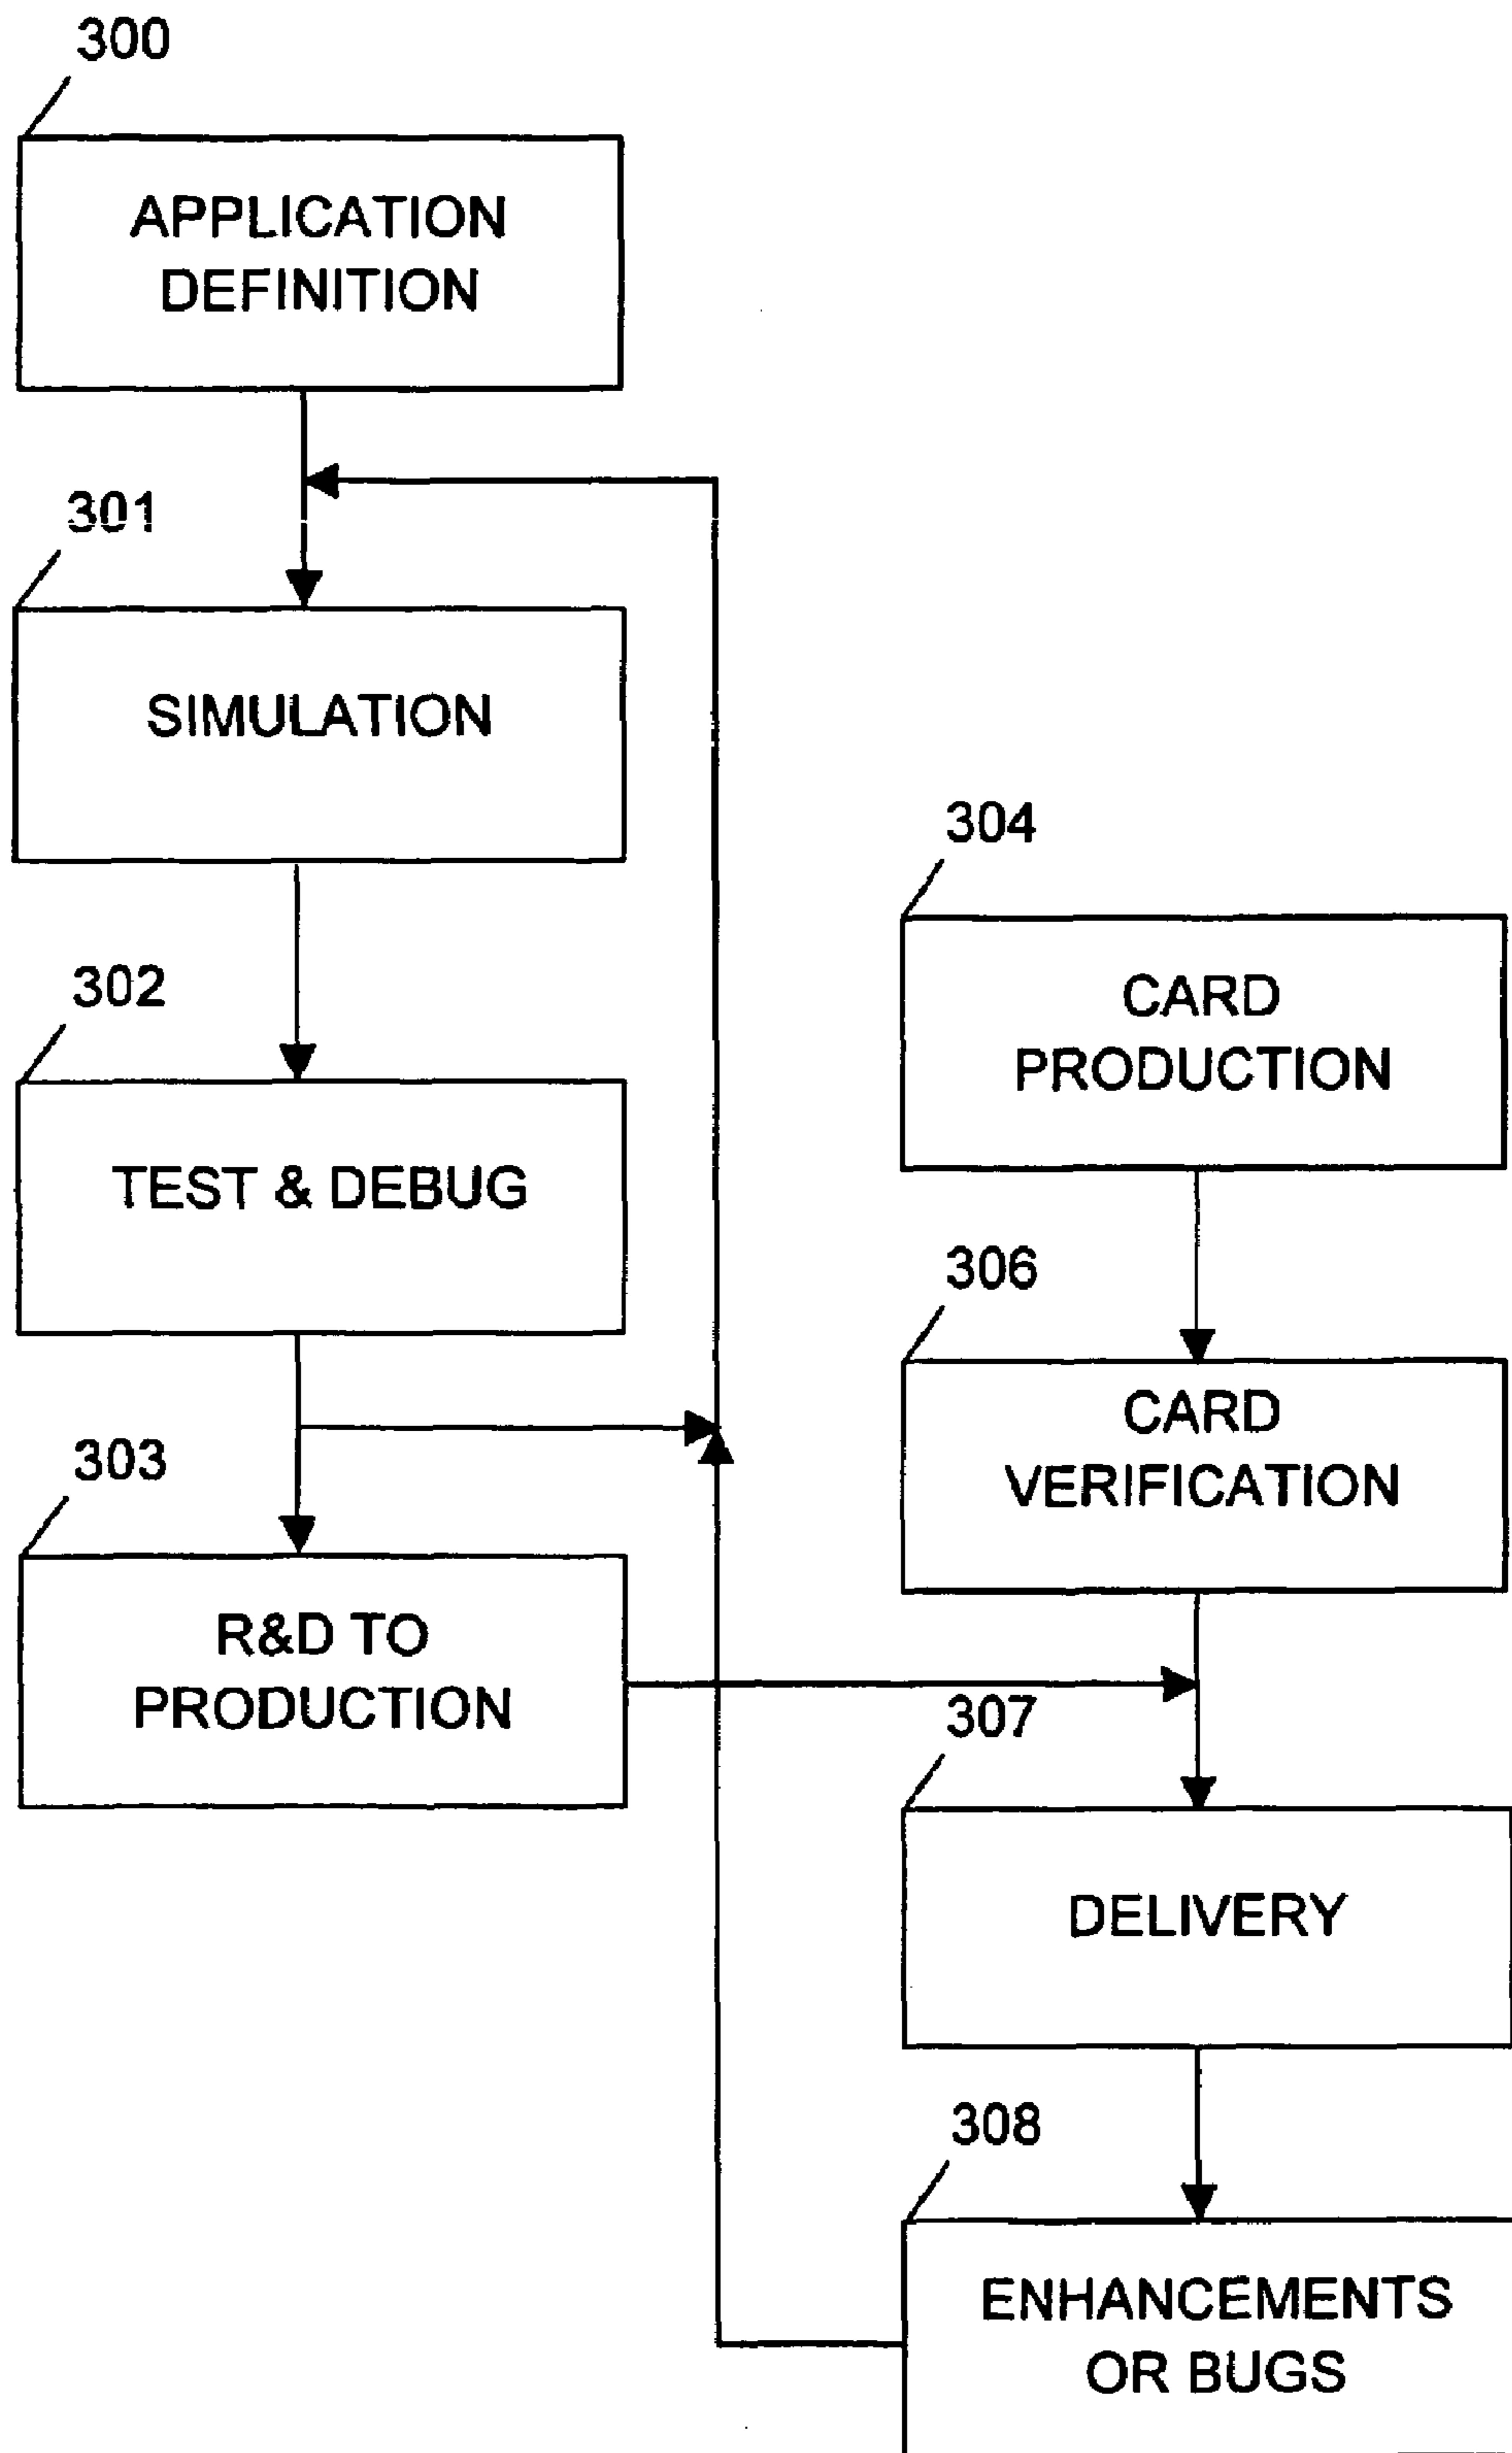 300
APPLICATION
DEFINITION
301
SIMULATION
302
TEST & DEBUG
303
R&D TO
PRODUCTION
304
CARD
PRODUCTION
306
CARD
VERIFICATION
307
DELIVERY
308
ENHANCEMENTS
OR BUGS